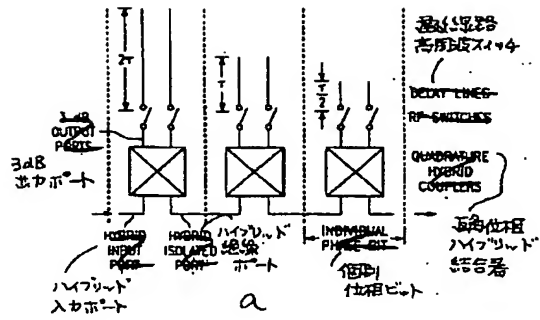 2τ
τ
τ
2
遅延線路
高周波スイッチ
DELAY LINES
RF SWITCHES
3 dB
OUTPUT
PORTS
3dB
出力ポート
QUADRATURE
HYBRID
COUPLERS
直角位相
ハイブリッド
結合器
HYBRID
INPUT
PORT
HYBRID
ISOLATED
PORT
ハイブリッド
絶縁
ポート
INDIVIDUAL
PHASE BIT
個別
位相ビット
ハイブリッド
入力ポート
a